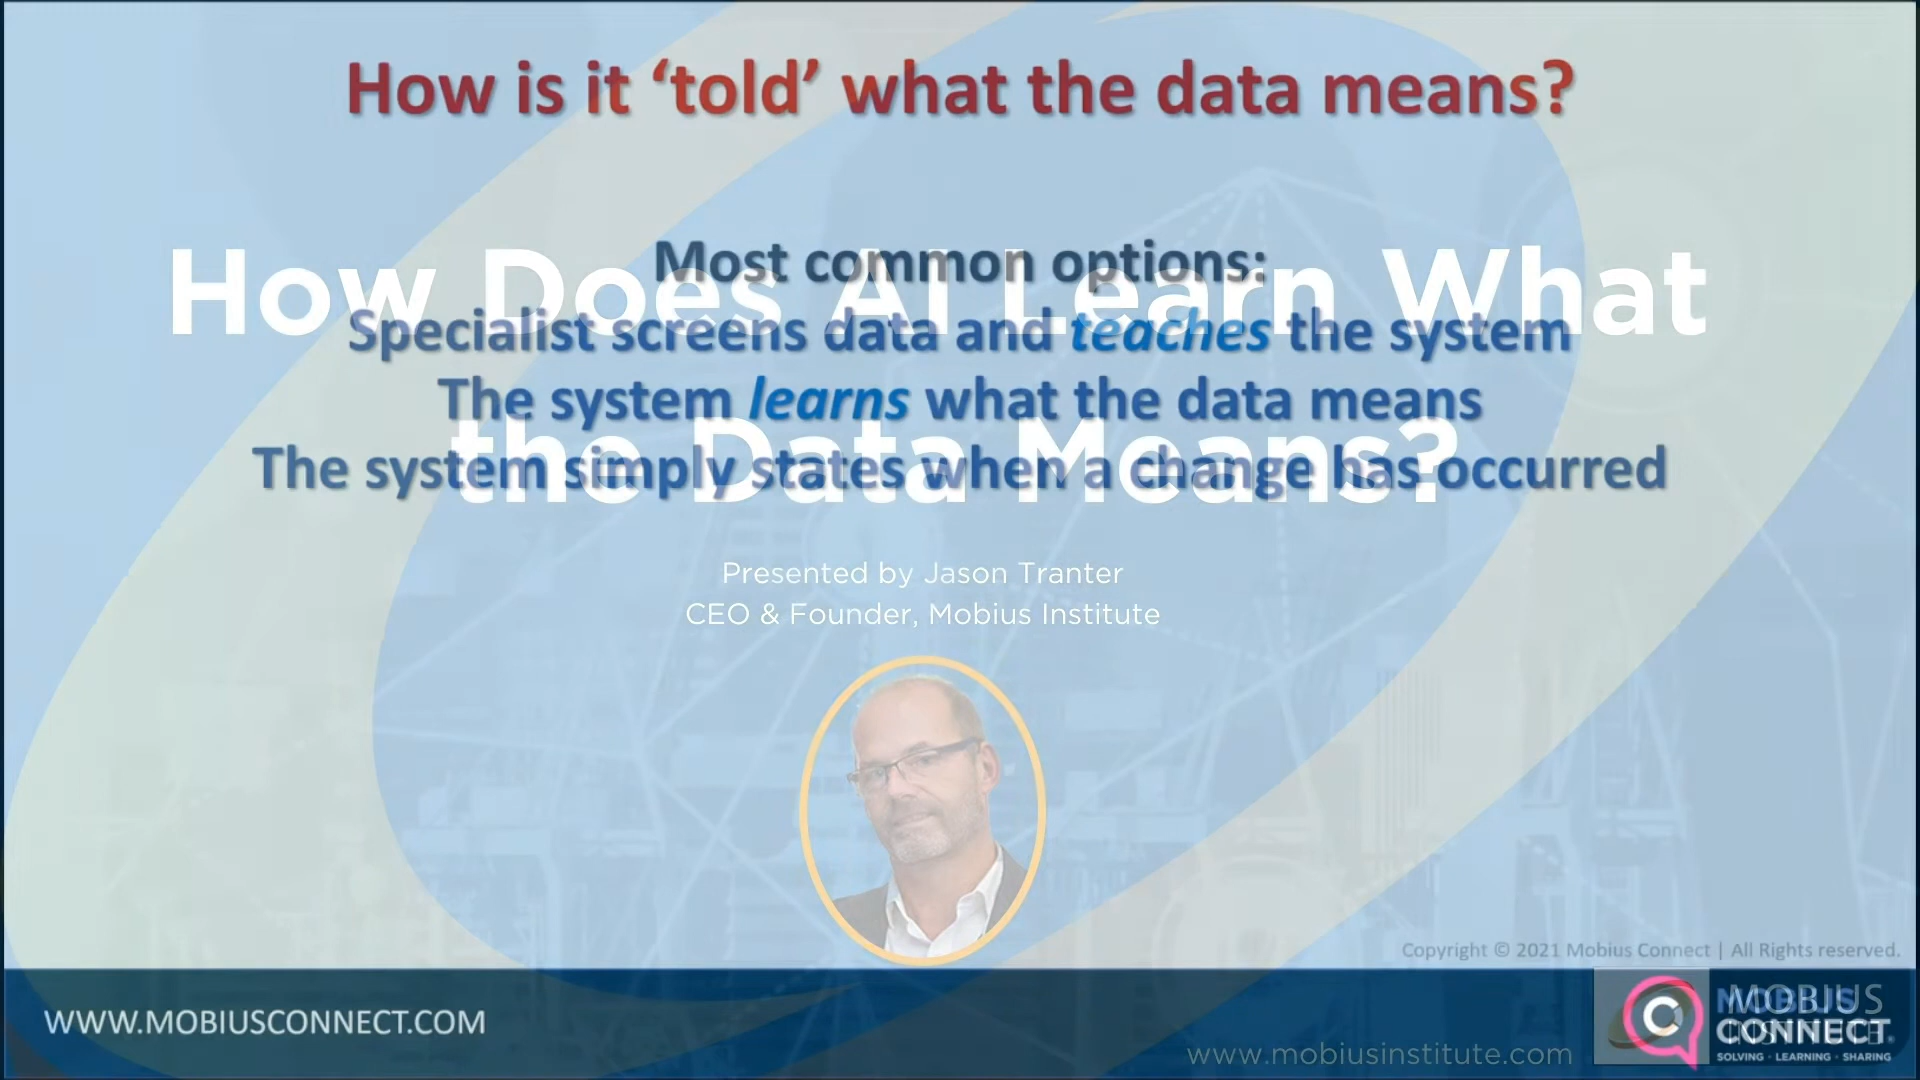 How is it ‘told’ what the data means?
Most common options:
How Does AI Learn What
Specialist screens data and teaches the system
The system learns what the data means
the Data Means?
The system simply states when a change has occurred
Presented by Jason Tranter
CEO & Founder, Mobius Institute
Copyright © 2021 Mobius Connect | All Rights reserved.
WWW.MOBIUSCONNECT.COM
MOBIUS
INSTITUTE
MOBIUS
CONNECT.
SOLVING · LEARNING · SHARING
www.mobiusinstitute.com